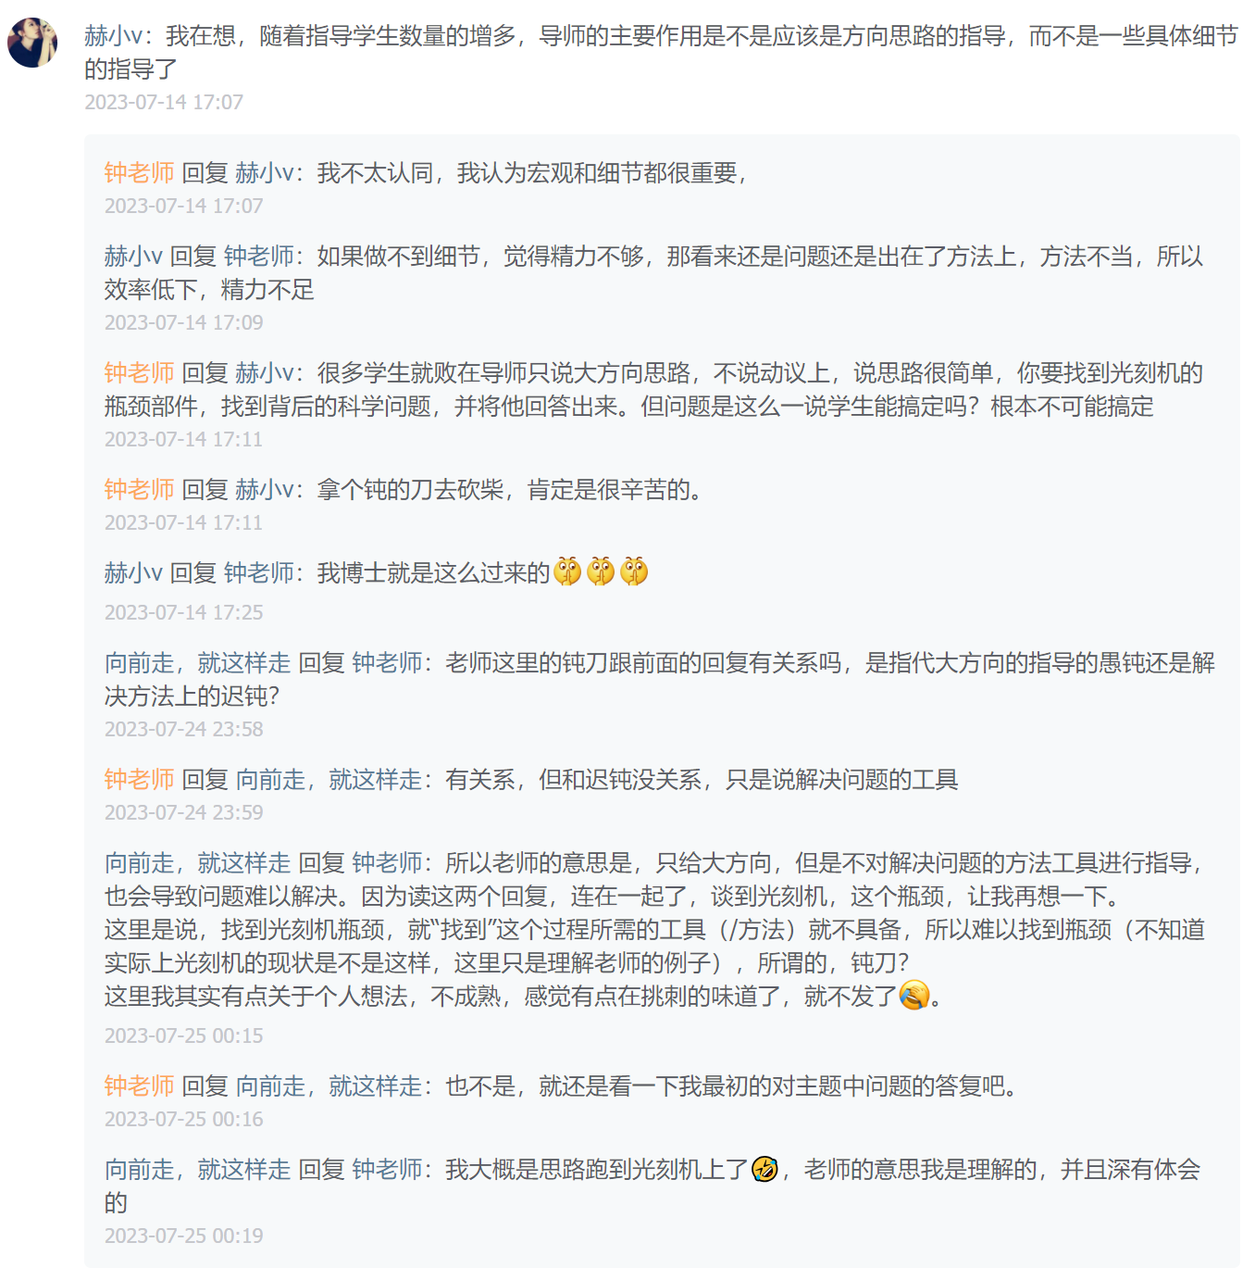 赫小v：我在想，随着指导学生数量的增多，导师的主要作用是不是应该是方向思路的指导，而不是一些具体细节
的指导了
2023-07-14 17:07
钟老师 回复 赫小v：我不太认同，我认为宏观和细节都很重要，
2023-07-14 17:07
赫小v 回复 钟老师：如果做不到细节，觉得精力不够，那看来还是问题还是出在了方法上，方法不当，所以
效率低下，精力不足
2023-07-14 17:09
钟老师 回复 赫小v：很多学生就败在导师只说大方向思路，不说动议上，说思路很简单，你要找到光刻机的
瓶颈部件，找到背后的科学问题，并将他回答出来。但问题是这么一说学生能搞定吗？根本不可能搞定
2023-07-14 17:11
钟老师 回复 赫小v：拿个钝的刀去砍柴，肯定是很辛苦的。
2023-07-14 17:11
赫小v 回复 钟老师：我博士就是这么过来的🤫🤫🤫
2023-07-14 17:25
向前走，就这样走 回复 钟老师：老师这里的钝刀跟前面的回复有关系吗，是指代大方向的指导的愚钝还是解
决方法上的迟钝？
2023-07-24 23:58
钟老师 回复 向前走，就这样走：有关系，但和迟钝没关系，只是说解决问题的工具
2023-07-24 23:59
向前走，就这样走 回复 钟老师：所以老师的意思是，只给大方向，但是不对解决问题的方法工具进行指导，
也会导致问题难以解决。因为读这两个回复，连在一起了，谈到光刻机，这个瓶颈，让我再想一下。
这里是说，找到光刻机瓶颈，就“找到”这个过程所需的工具（/方法）就不具备，所以难以找到瓶颈（不知道
实际上光刻机的现状是不是这样，这里只是理解老师的例子），所谓的，钝刀？
这里我其实有点关于个人想法，不成熟，感觉有点在挑刺的味道了，就不发了🤣。
2023-07-25 00:15
钟老师 回复 向前走，就这样走：也不是，就还是看一下我最初的对主题中问题的答复吧。
2023-07-25 00:16
向前走，就这样走 回复 钟老师：我大概是思路跑到光刻机上了🤣，老师的意思我是理解的，并且深有体会
的
2023-07-25 00:19